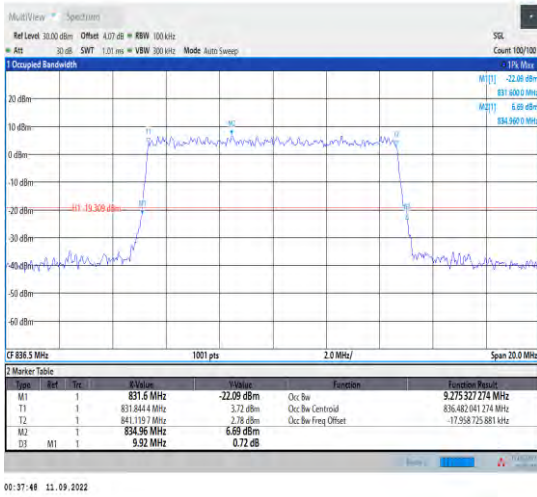 MultiView Spectrum
Ref Level 30.00 dBm Offset 4.07 dB RBW 100 kHz SGL
Att 30 dB SWT 1.01 ms VBW 300 kHz Mode Auto Sweep Count 100/100
1 Occupied Bandwidth 1Pk Max
M1[1] -22.09 dBm
831.6000 MHz
M2[1] 6.69 dBm
834.9600 MHz
20 dBm
10 dBm
M2
T1
0 dBm
-10 dBm
-20 dBm
H1 -19.309 dBm
M1
-30 dBm
-40 dBm
-50 dBm
-60 dBm
CF 836.5 MHz 1001 pts 2.0 MHz/ Span 20.0 MHz
2 Marker Table
Type Ref Trc X-Value Y-Value Function Function Result
M1 1 831.6 MHz -22.09 dBm Occ Bw 9.275 327 274 MHz
T1 1 831.844 4 MHz 3.72 dBm Occ Bw Centroid 836.482 041 274 MHz
T2 1 841.119 7 MHz 2.78 dBm Occ Bw Freq Offset -17.958 725 881 kHz
M2 1 834.96 MHz 6.69 dBm
D3 M1 1 9.92 MHz 0.72 dB
00:37:46 11.09.2022